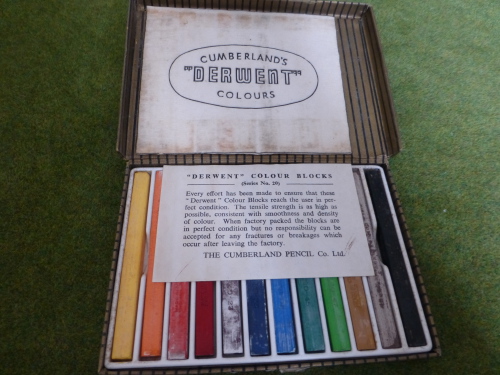 CUMBERLAND'S
"DERWENT"
COLOURS
"DERWENT" COLOUR BLOCKS
(Series No. 20)
Every effort has been made to ensure that these
"Derwent" Colour Blocks reach the user in per-
fect condition. The tensile strength is as high as
possible, consistent with smoothness and density
of colour. When factory packed the blocks are
in perfect condition but no responsibility can be
accepted for any fractures or breakages which
occur after leaving the factory.
THE CUMBERLAND PENCIL Co. Ltd.